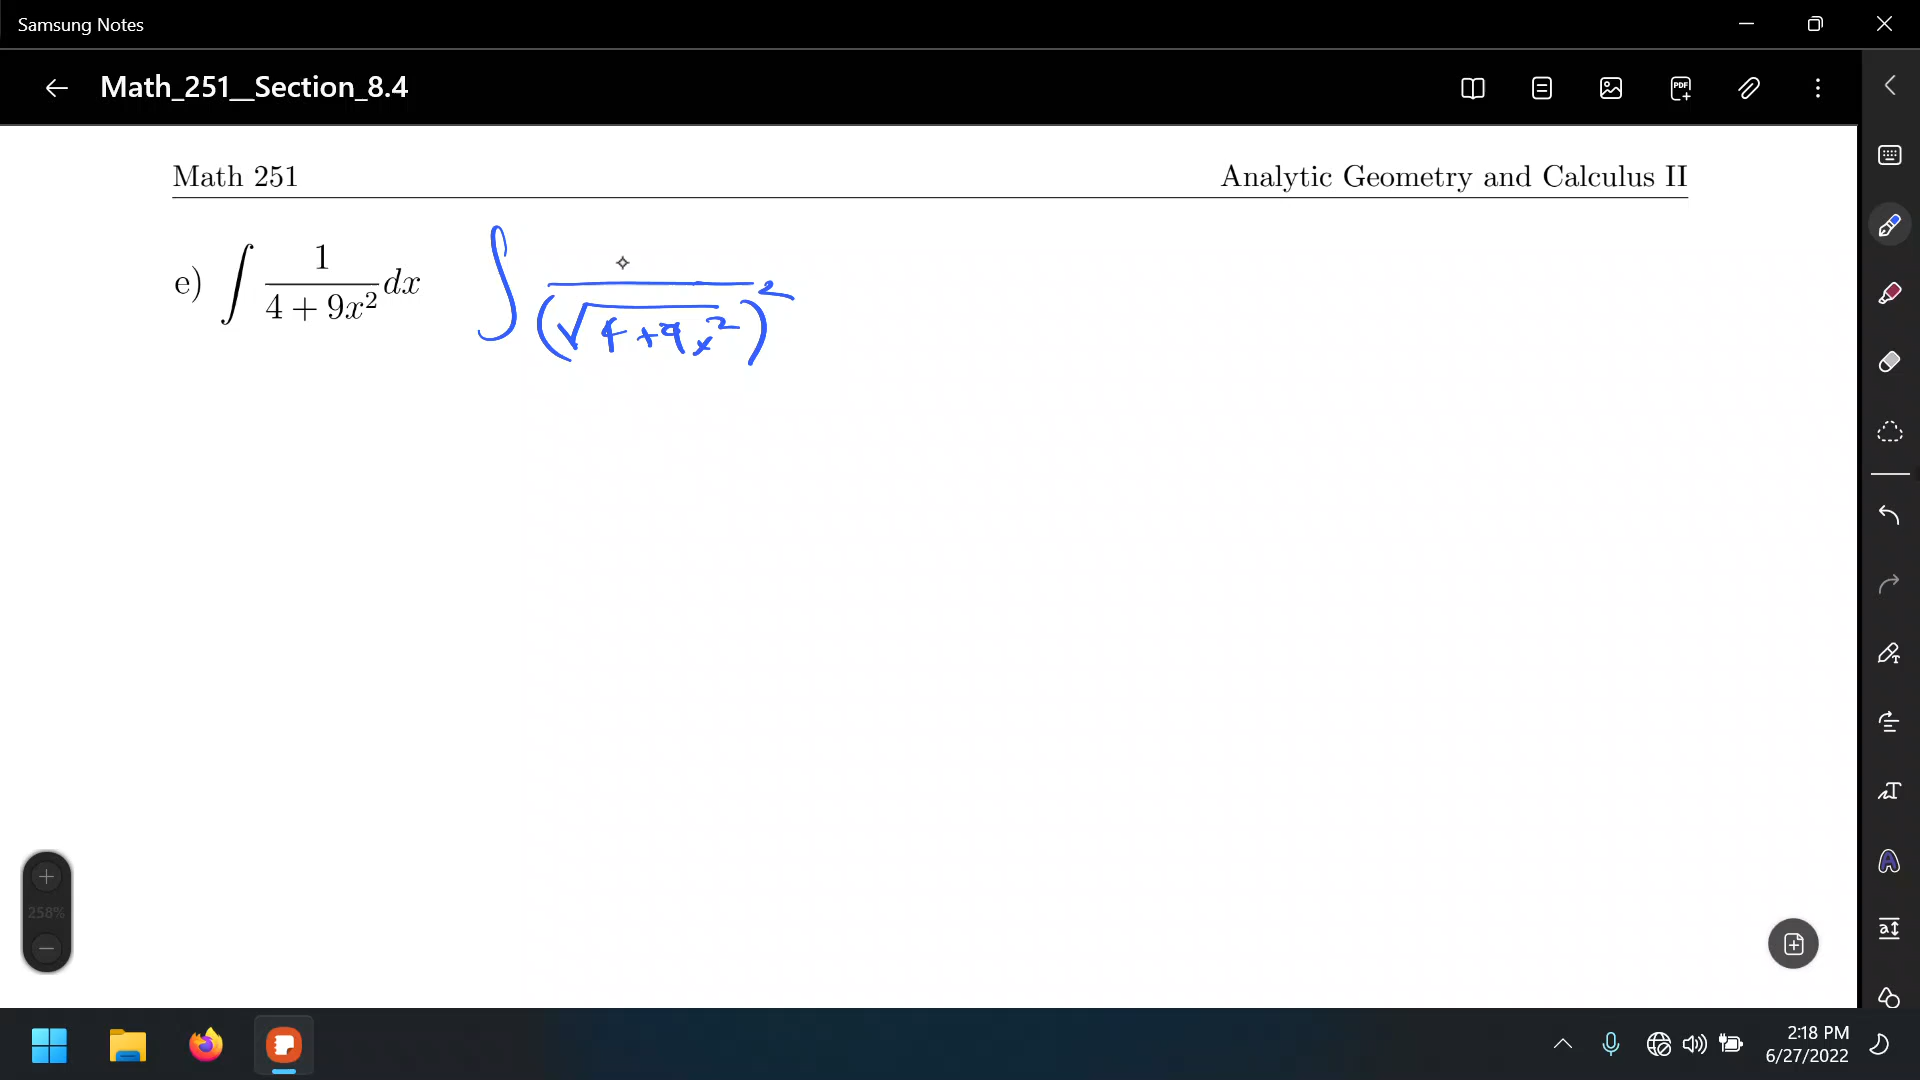 Samsung Notes
Math_251__Section_8.4
PDF
Math 251 Analytic Geometry and Calculus II
e) ∫ 1/(4 + 9x²) dx ∫ /(√4+9x²)²
258%
2:18 PM
6/27/2022